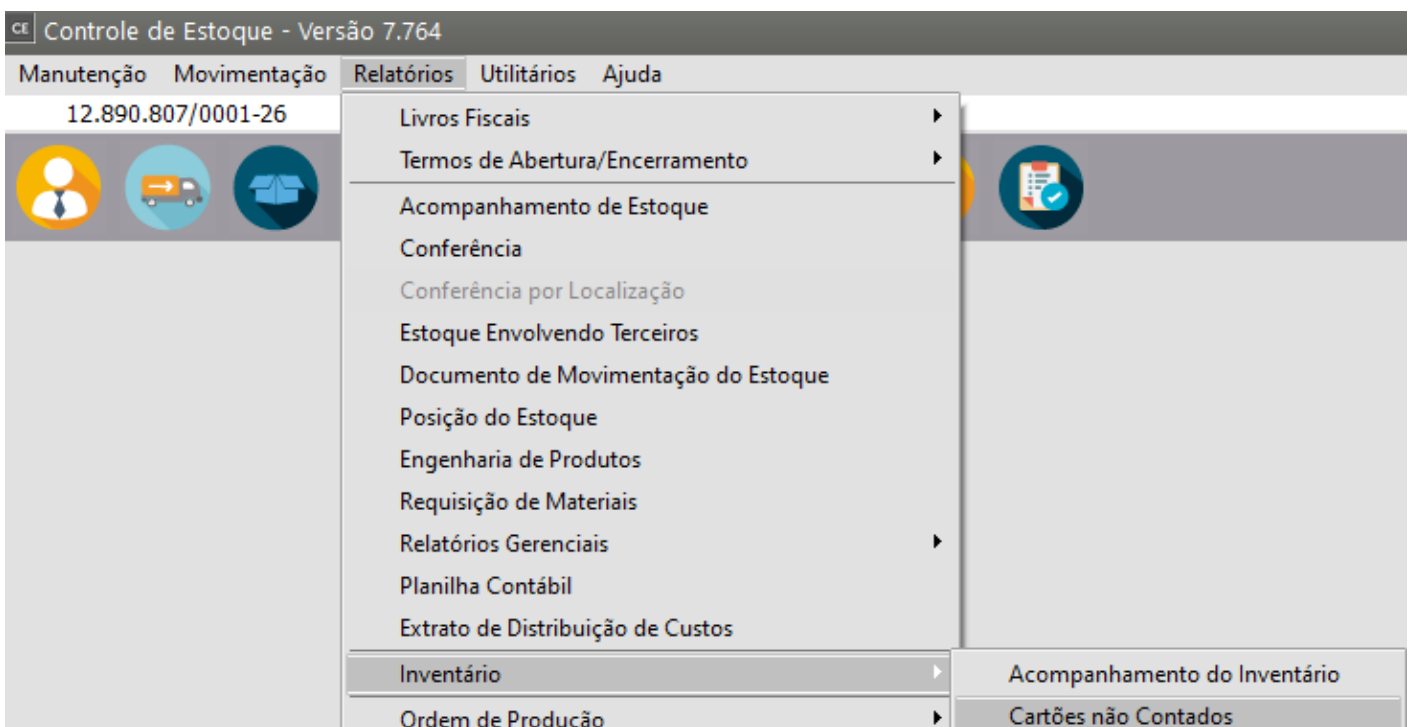 CE Controle de Estoque - Versão 7.764
Manutenção Movimentação Relatórios Utilitários Ajuda
12.890.807/0001-26
Livros Fiscais
Termos de Abertura/Encerramento
Acompanhamento de Estoque
Conferência
Conferência por Localização
Estoque Envolvendo Terceiros
Documento de Movimentação do Estoque
Posição do Estoque
Engenharia de Produtos
Requisição de Materiais
Relatórios Gerenciais
Planilha Contábil
Extrato de Distribuição de Custos
Inventário
Acompanhamento do Inventário
Ordem de Produção
Cartões não Contados